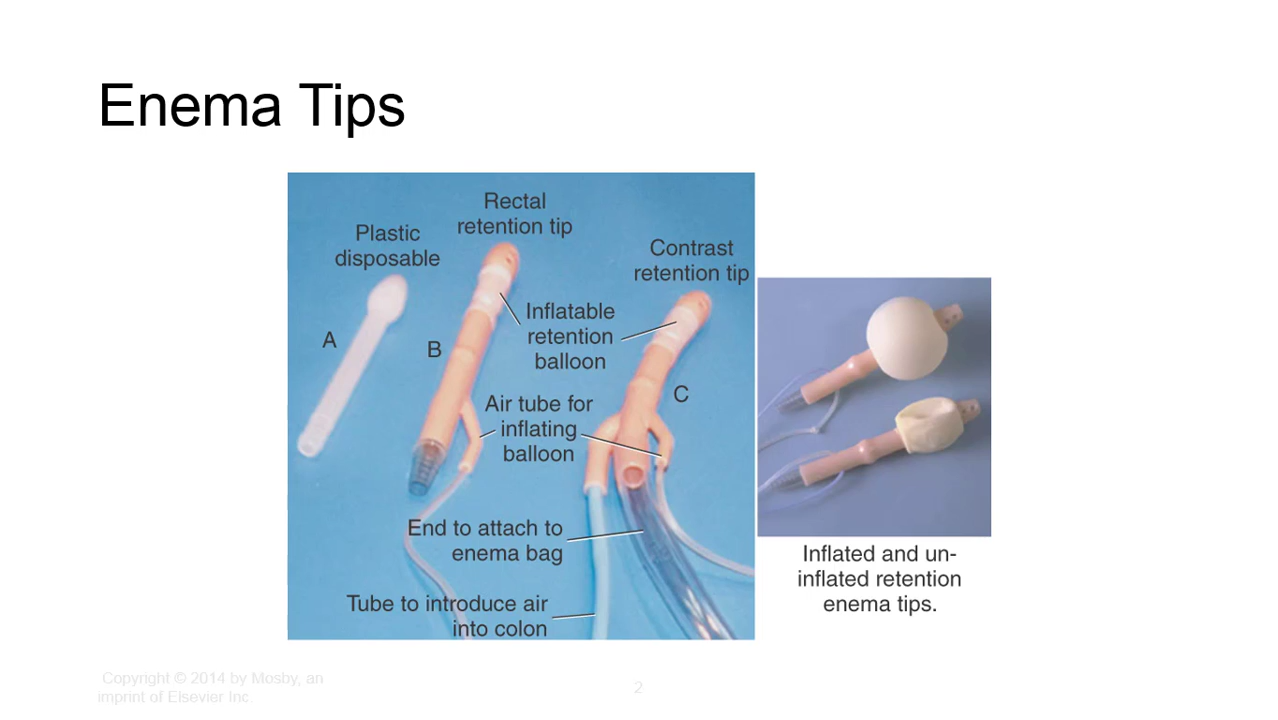 Enema Tips
Rectal
retention tip
Plastic
disposable
Contrast
retention tip
A
B
Inflatable
retention
balloon
C
Air tube for
inflating
balloon
End to attach to
enema bag
Tube to introduce air
into colon
Inflated and un-
inflated retention
enema tips.
Copyright © 2014 by Mosby, an
imprint of Elsevier Inc.
2